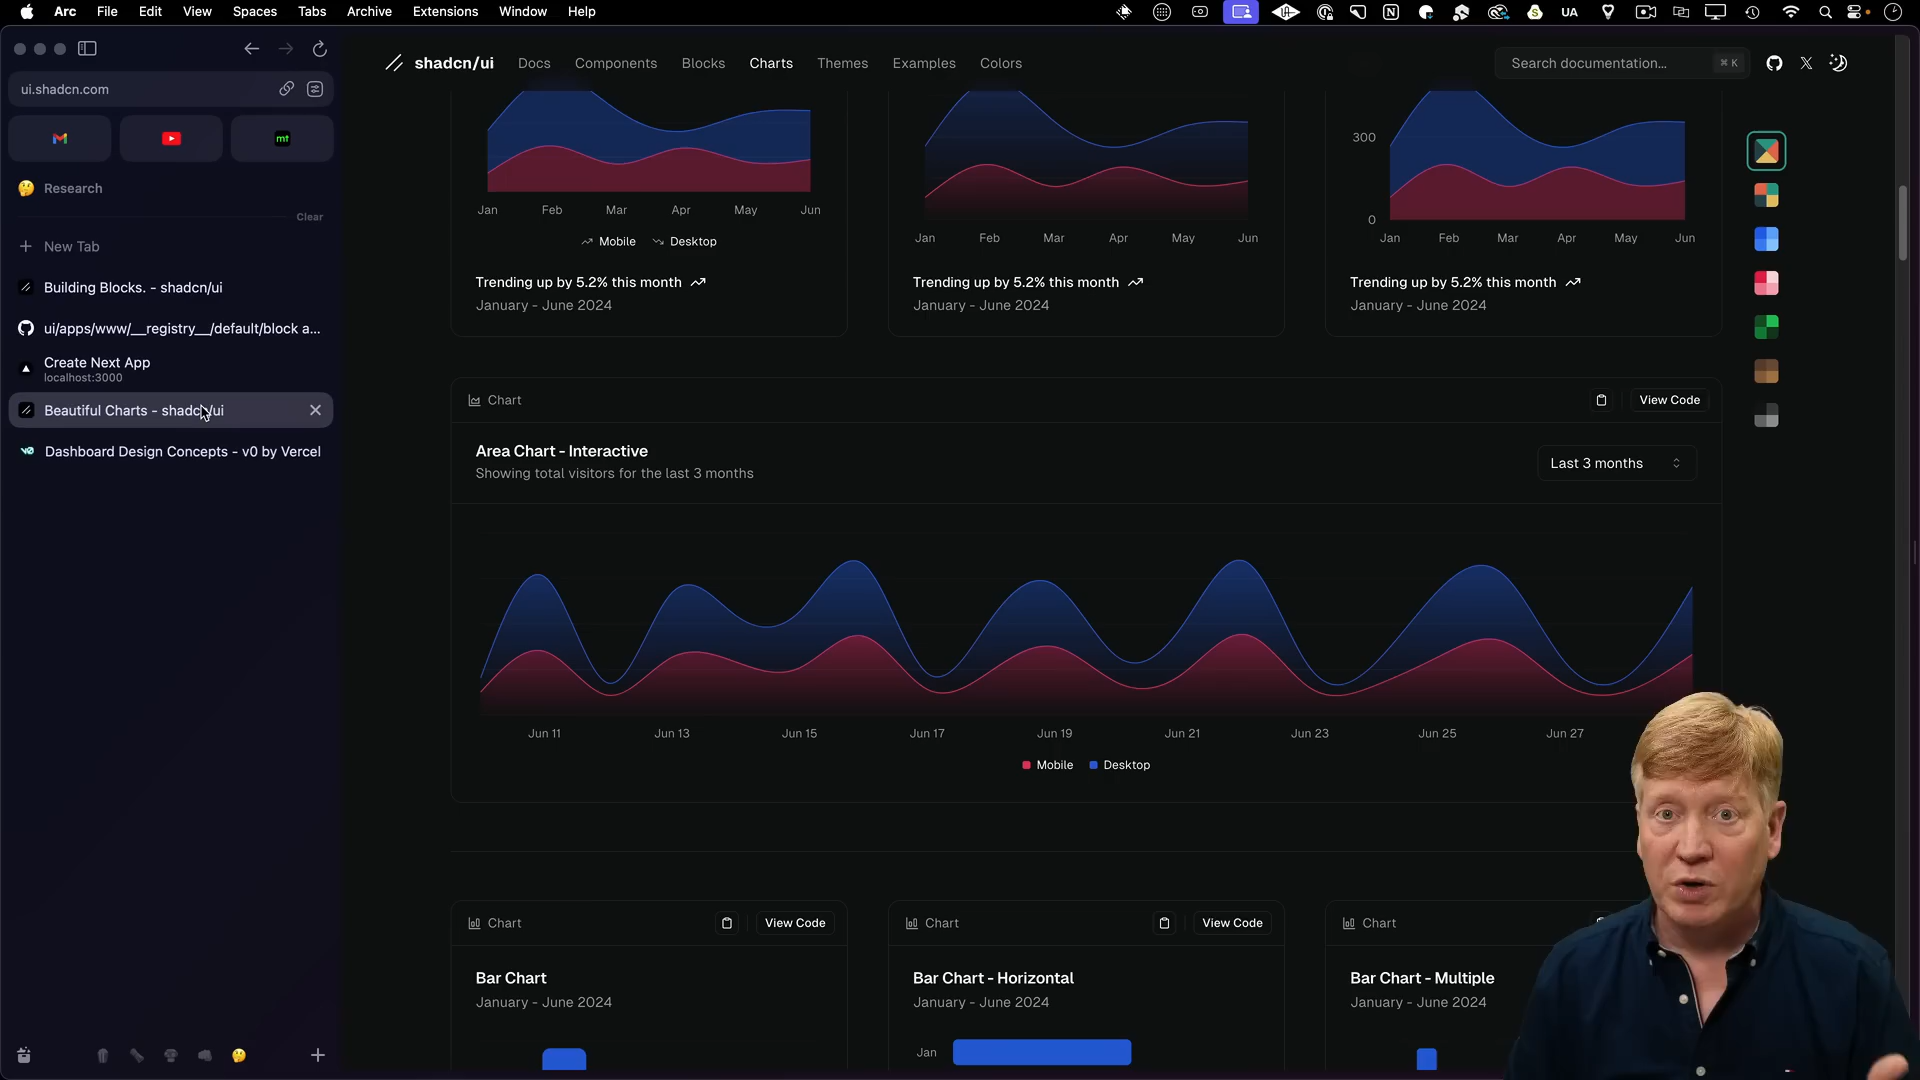 Arc File Edit View Spaces Tabs Archive Extensions Window Help
UA
ui.shadcn.com
Research
Clear
New Tab
Building Blocks. - shadcn/ui
ui/apps/www/__registry__/default/block a...
Create Next App
localhost:3000
Beautiful Charts - shadcn/ui
Dashboard Design Concepts - v0 by Vercel
shadcn/ui Docs Components Blocks Charts Themes Examples Colors
Search documentation... ⌘ K
Jan Feb Mar Apr May Jun
Mobile Desktop
Trending up by 5.2% this month
January - June 2024
Jan Feb Mar Apr May Jun
Trending up by 5.2% this month
January - June 2024
300
0
Jan Feb Mar Apr May Jun
Trending up by 5.2% this month
January - June 2024
Chart View Code
Area Chart - Interactive
Showing total visitors for the last 3 months
Last 3 months
Jun 11 Jun 13 Jun 15 Jun 17 Jun 19 Jun 21 Jun 23 Jun 25 Jun 27
Mobile Desktop
Chart View Code
Bar Chart
January - June 2024
Chart View Code
Bar Chart - Horizontal
January - June 2024
Jan
Chart
Bar Chart - Multiple
January - June 2024